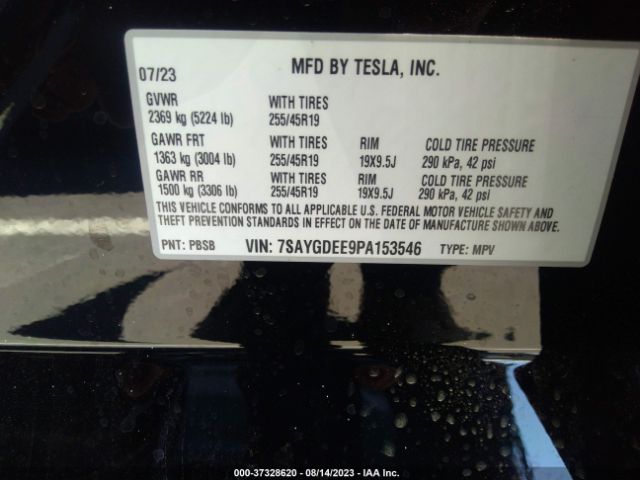 07/23 MFD BY TESLA, INC.
GVWR WITH TIRES
2369 kg (5224 lb) 255/45R19
GAWR FRT WITH TIRES RIM COLD TIRE PRESSURE
1363 kg (3004 lb) 255/45R19 19X9.5J 290 kPa, 42 psi
GAWR RR WITH TIRES RIM COLD TIRE PRESSURE
1500 kg (3306 lb) 255/45R19 19X9.5J 290 kPa, 42 psi
THIS VEHICLE CONFORMS TO ALL APPLICABLE U.S. FEDERAL MOTOR VEHICLE SAFETY AND
THEFT PREVENTION STANDARDS IN EFFECT ON THE DATE OF MANUFACTURE SHOWN ABOVE.
PNT: PBSB VIN: 7SAYGDEE9PA153546 TYPE: MPV
000-37328620 - 08/14/2023 - IAA Inc.